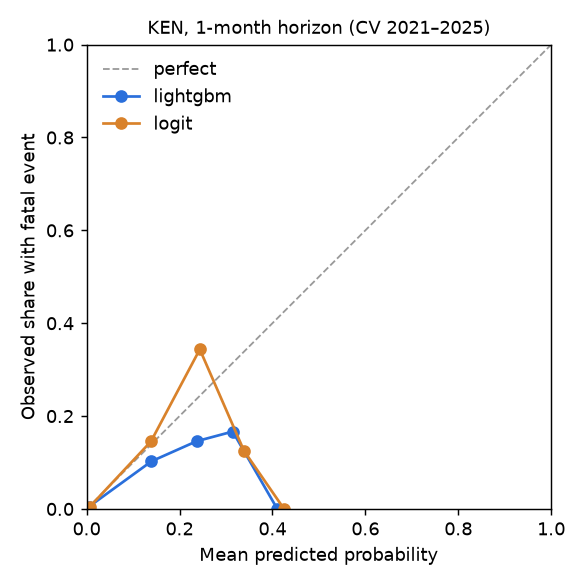 KEN, 1-month horizon (CV 2021–2025)
1.0
perfect
lightgbm
logit
0.8
0.6
0.4
0.2
0.0
Observed share with fatal event
0.0 0.2 0.4 0.6 0.8 1.0
Mean predicted probability